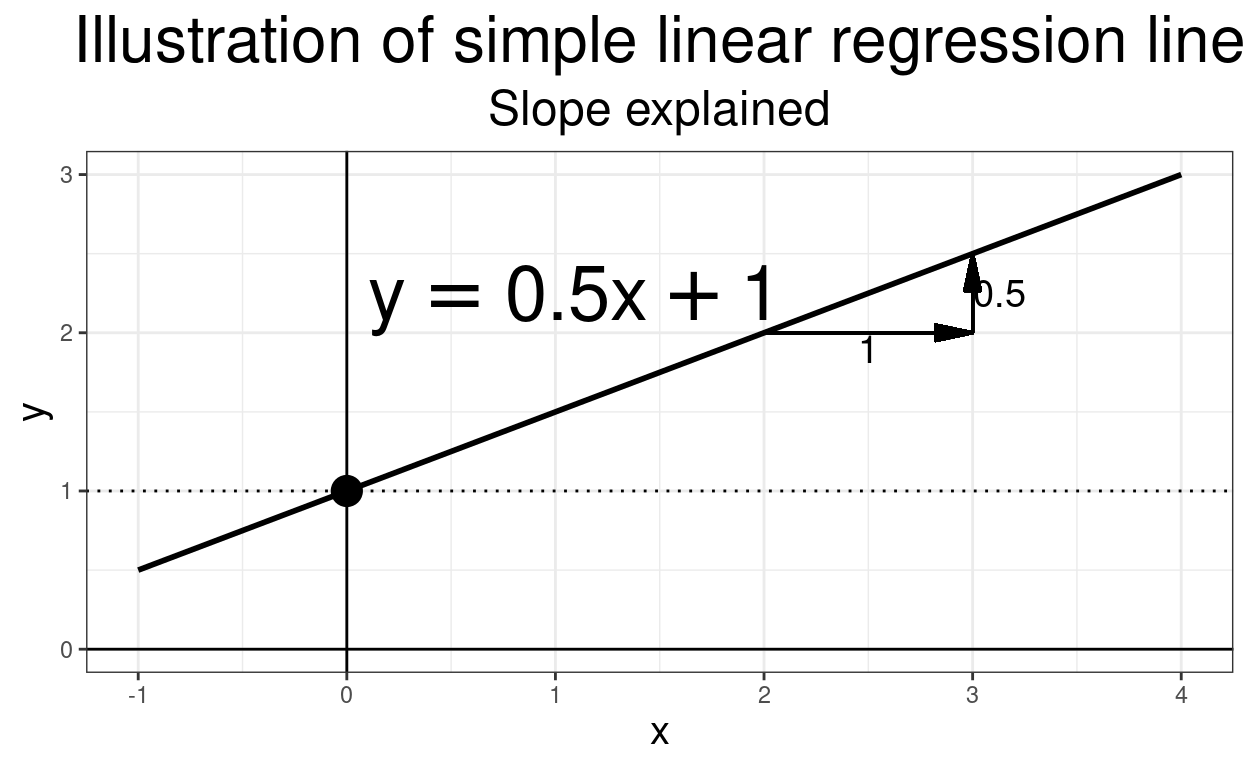 Illustration of simple linear regression line
Slope explained
3
y = 0.5x + 1
0.5
2
1
y
1
0
-1 0 1 2 3 4
x